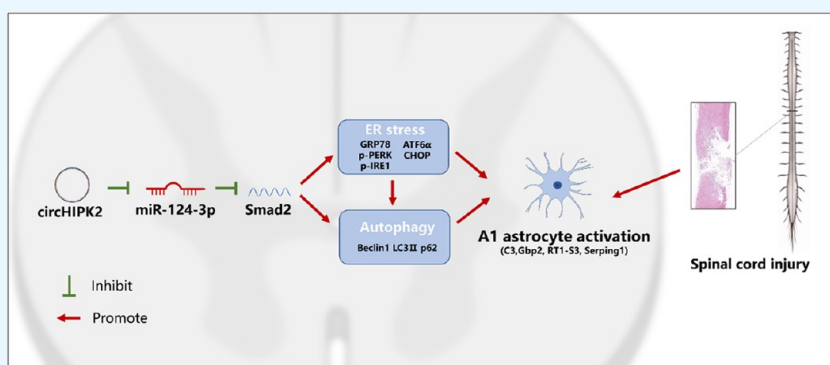 ER stress
GRP78 ATF6α
p-PERK CHOP
p-IRE1
circHIPK2
miR-124-3p
Smad2
Autophagy
Beclin1 LC3II p62
A1 astrocyte activation
(C3,Gbp2, RT1-S3, Serping1)
Spinal cord injury
Inhibit
Promote